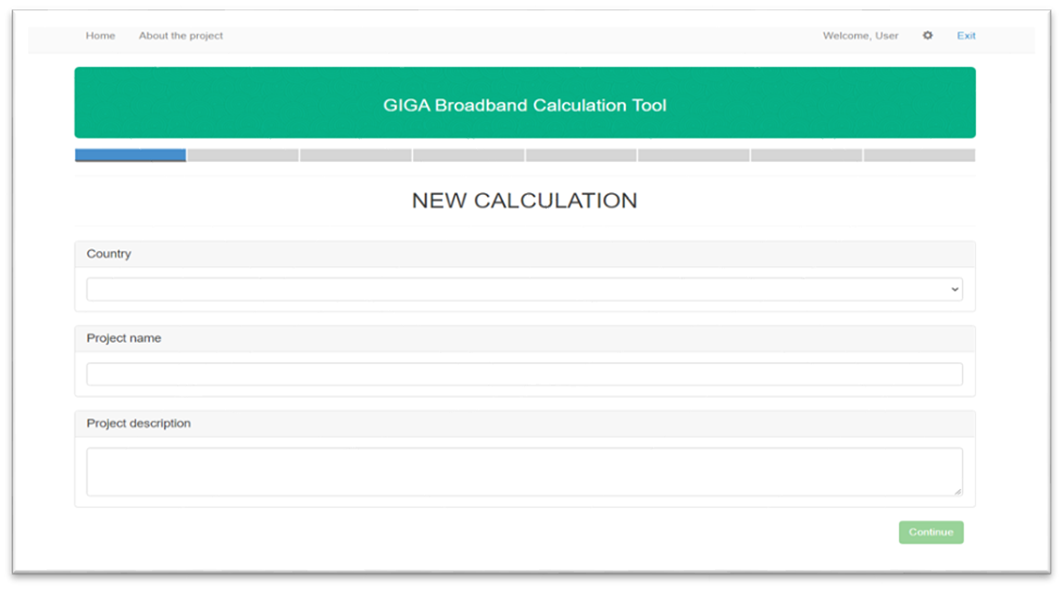 Home About the project Welcome, User Exit
GIGA Broadband Calculation Tool
NEW CALCULATION
Country
Project name
Project description
Continue